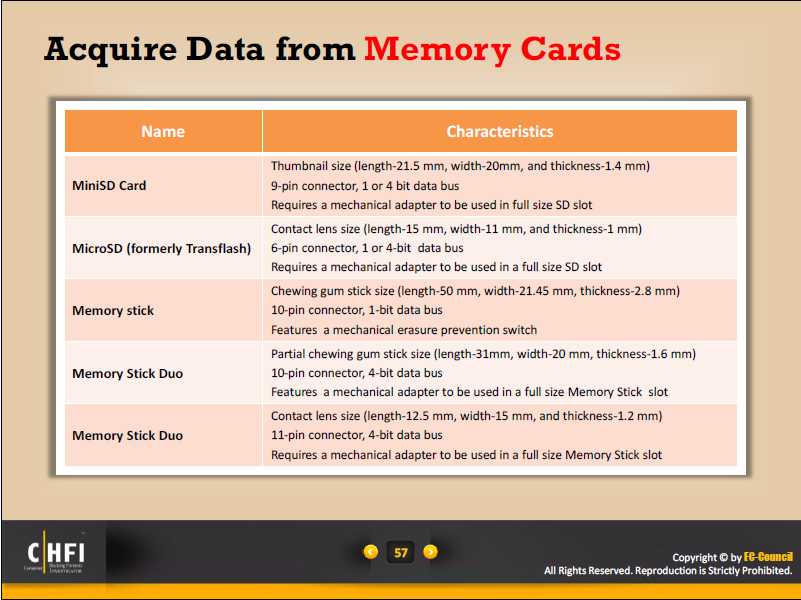 Acquire Data from Memory Cards
Name
Characteristics
MiniSD Card
Thumbnail size (length-21.5 mm, width-20mm, and thickness-1.4 mm)
9-pin connector, 1 or 4 bit data bus
Requires a mechanical adapter to be used in full size SD slot
MicroSD (formerly Transflash)
Contact lens size (length-15 mm, width-11 mm, and thickness-1 mm)
6-pin connector, 1 or 4-bit data bus
Requires a mechanical adapter to be used in a full size SD slot
Memory stick
Chewing gum stick size (length-50 mm, width-21.45 mm, thickness-2.8 mm)
10-pin connector, 1-bit data bus
Features a mechanical erasure prevention switch
Memory Stick Duo
Partial chewing gum stick size (length-31mm, width-20 mm, thickness-1.6 mm)
10-pin connector, 4-bit data bus
Features a mechanical adapter to be used in a full size Memory Stick slot
Memory Stick Duo
Contact lens size (length-12.5 mm, width-15 mm, and thickness-1.2 mm)
11-pin connector, 4-bit data bus
Requires a mechanical adapter to be used in a full size Memory Stick slot
CHFI
Computer Hacking Forensic
INVESTIGATOR
57
Copyright © by EC-Council
All Rights Reserved. Reproduction is Strictly Prohibited.